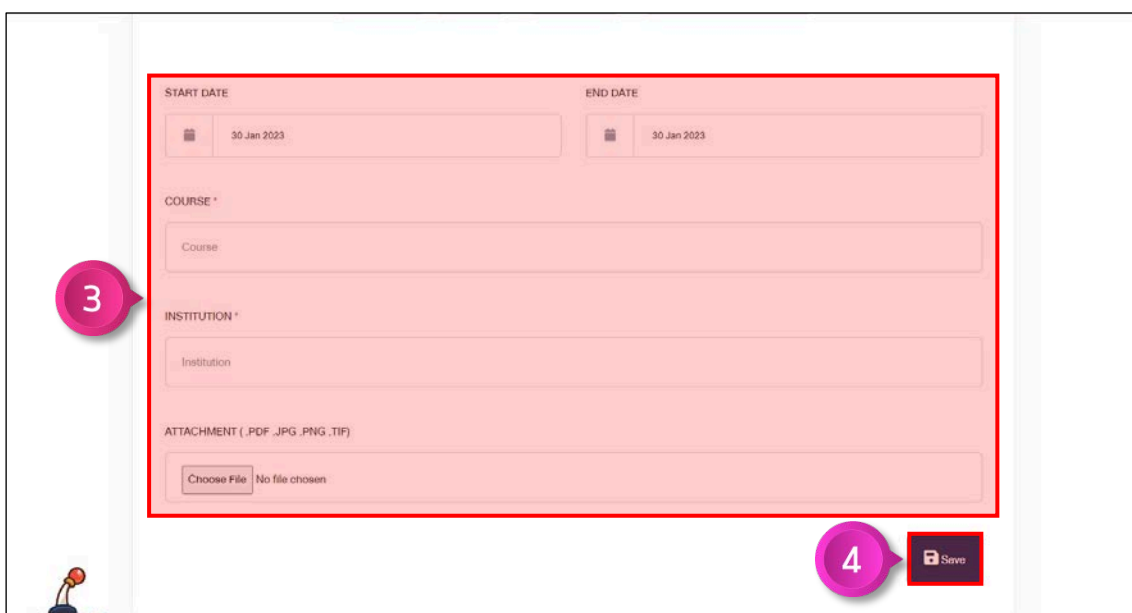 START DATE END DATE
30 Jan 2023 30 Jan 2023
COURSE *
Course
3
INSTITUTION *
Institution
ATTACHMENT ( .PDF .JPG .PNG .TIF)
Choose File No file chosen
4 Save